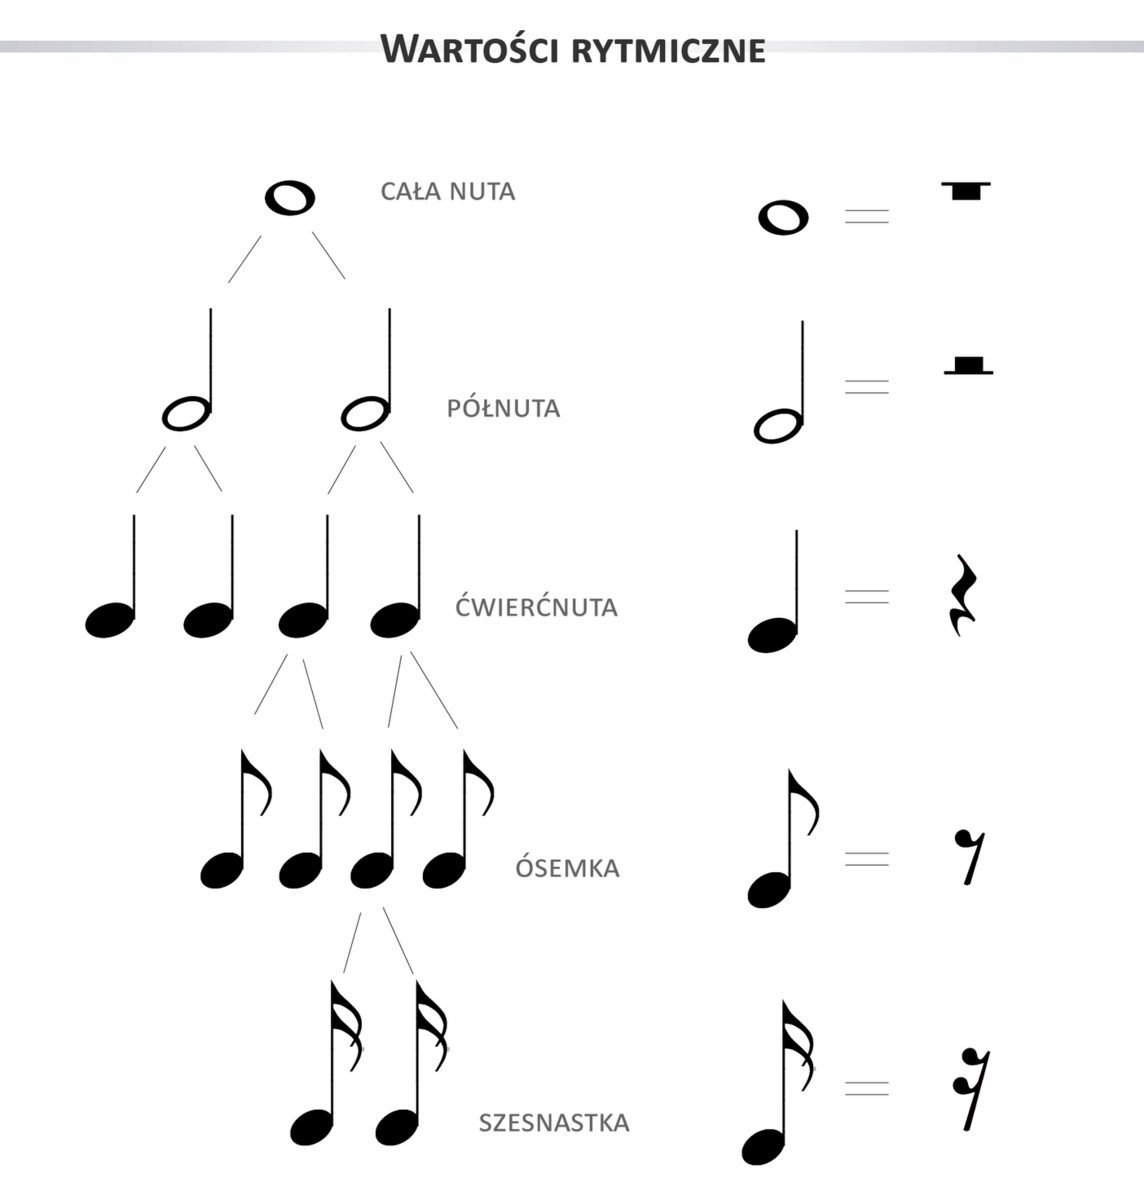 WARTOŚCI RYTMICZNE
CAŁA NUTA
PÓŁNUTA
ĆWIERĆNUTA
ÓSEMKA
SZESNASTKA